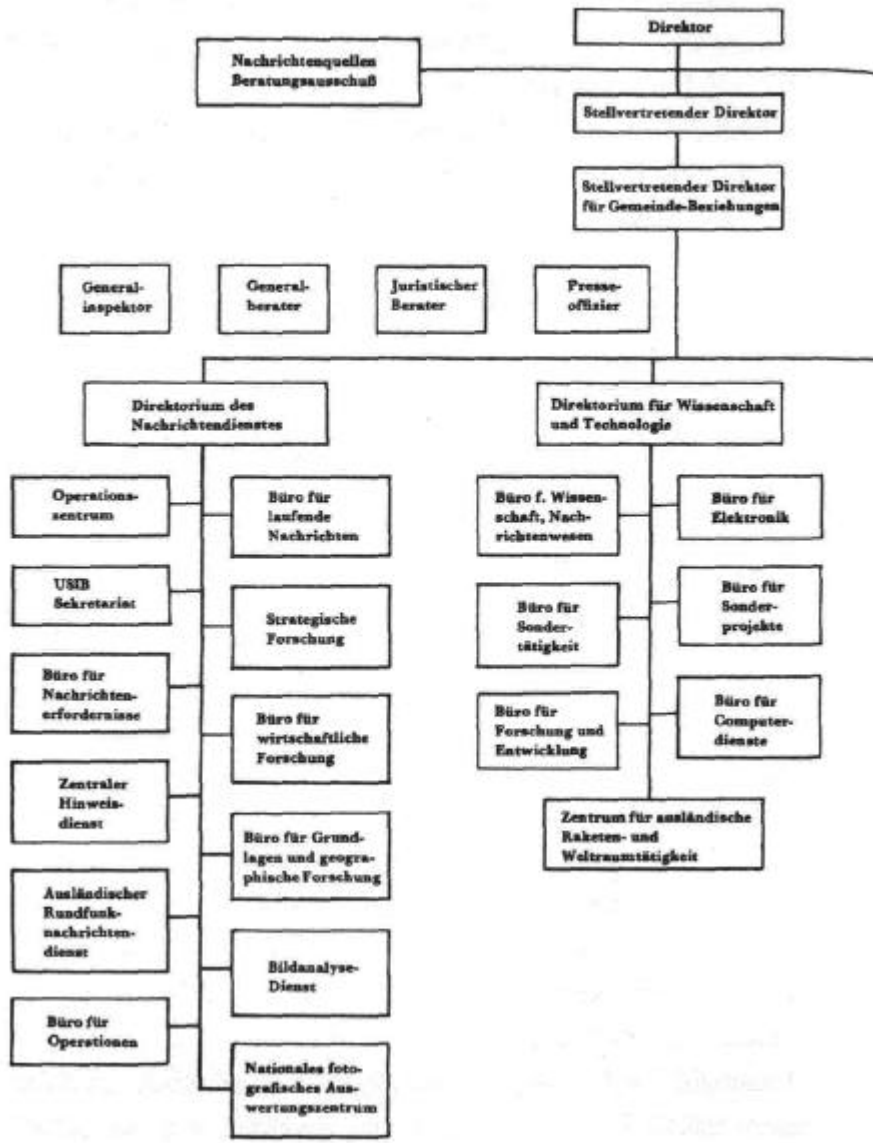 Direktor
Nachrichtenquellen
Beratungsausschuß
Stellvertretender Direktor
Stellvertretender Direktor
für Gemeinde-Beziehungen
General-
inspektor
General-
berater
Juristischer
Berater
Presse-
offizier
Direktorium des
Nachrichtendienstes
Direktorium für Wissenschaft
und Technologie
Operations-
sentrum
Büro für
laufende
Nachrichten
USIB
Sekretariat
Strategische
Forschung
Büro für
Nachrichten-
erfordernisse
Büro für
wirtschaftliche
Forschung
Zentraler
Hinweis-
dienst
Büro für Grund-
lagen und geogra-
phische Forschung
Ausländischer
Rundfunk-
nachrichten-
dienst
Bildanalyse-
Dienst
Büro für
Operationen
Nationales foto-
grafisches Aus-
wertungszentrum
Büro f. Wissen-
schaft, Nach-
richtenwesen
Büro für
Elektronik
Büro für
Sonder-
tätigkeit
Büro für
Sonder-
projekte
Büro für
Forschung und
Entwicklung
Büro für
Computer-
dienste
Zentrum für ausländische
Raketen- und
Weltraumtätigkeit